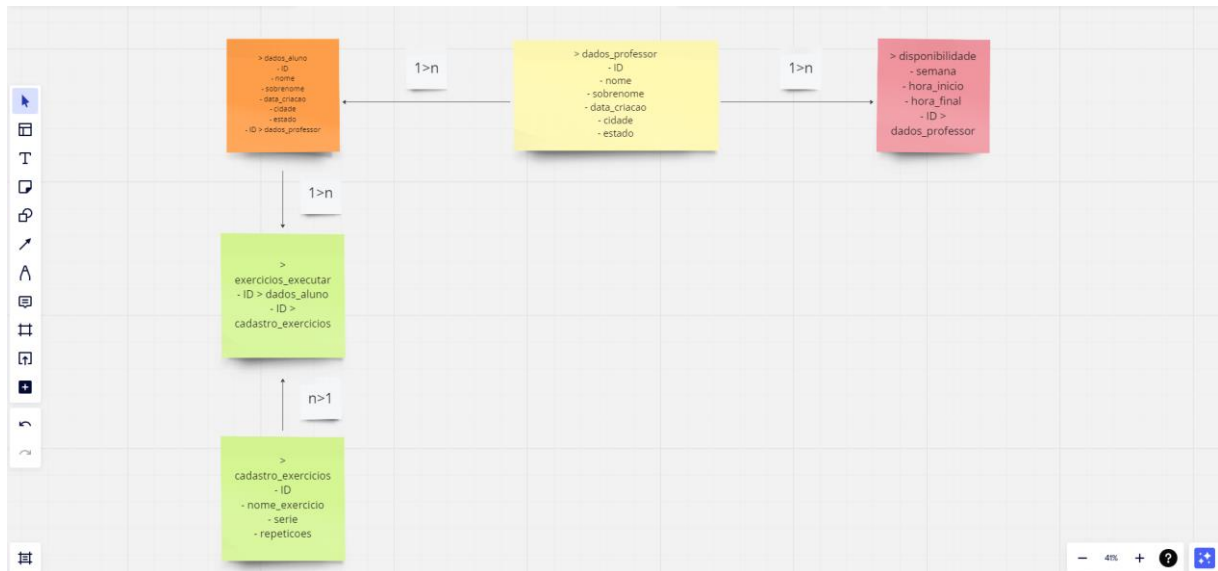 > dados_aluno
- ID
- nome
- sobrenome
- data_criacao
- cidade
- estado
- ID > dados_professor
1>n
> dados_professor
- ID
- nome
- sobrenome
- data_criacao
- cidade
- estado
1>n
> disponibilidade
- semana
- hora_inicio
- hora_final
- ID >
dados_professor
1>n
>
exercicios_executar
- ID > dados_aluno
- ID >
cadastro_exercicios
n>1
>
cadastro_exercicios
- ID
- nome_exercicio
- serie
- repeticoes
41%